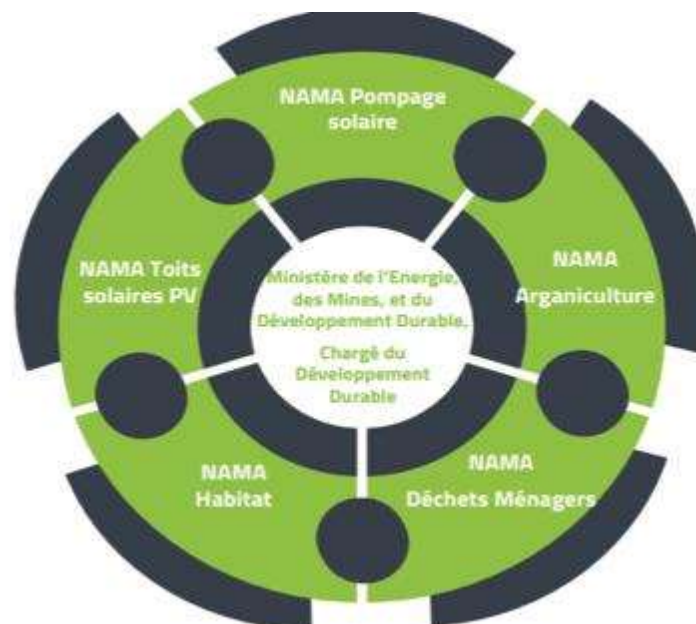 NAMA Pompage
solaire
NAMA Toits
solaires PV
NAMA
Arganiculture
Ministère de l'Energie,
des Mines, et du
Développement Durable,
Chargé du
Développement
Durable
NAMA
Habitat
NAMA
Déchets Ménagers